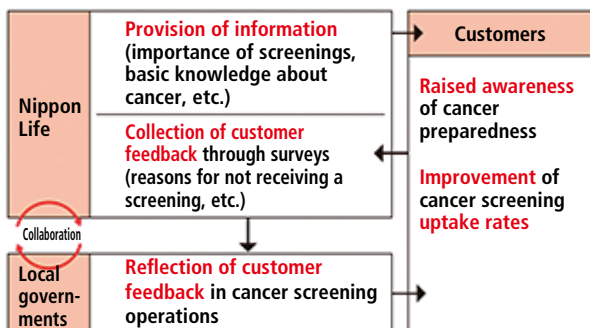 Nippon
Life
Provision of information
(importance of screenings,
basic knowledge about
cancer, etc.)
Collection of customer
feedback through surveys
(reasons for not receiving a
screening, etc.)
Customers
Raised awareness
of cancer
preparedness
Improvement of
cancer screening
uptake rates
Collaboration
Local
govern-
ments
Reflection of customer
feedback in cancer screening
operations